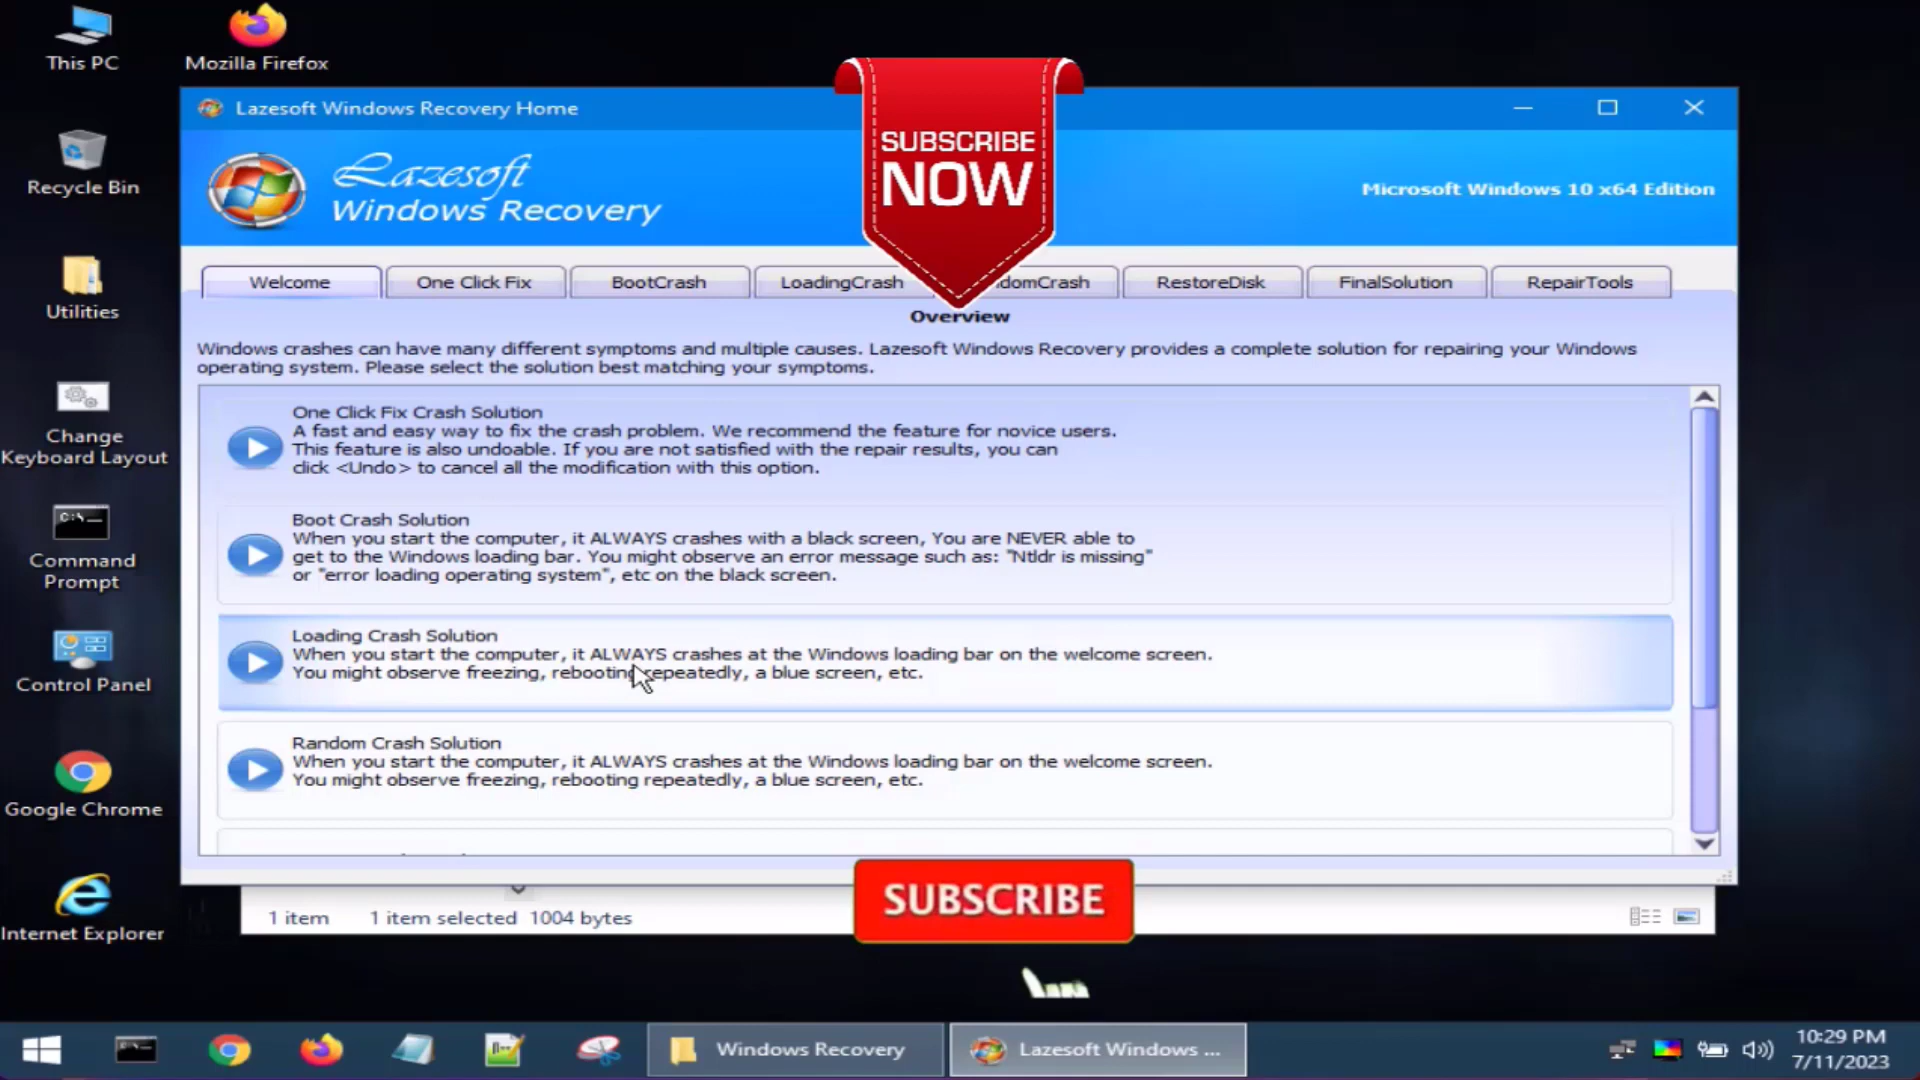 This PC
Mozilla Firefox
Recycle Bin
Utilities
Change
Keyboard Layout
Command
Prompt
Control Panel
Google Chrome
Internet Explorer
Lazesoft Windows Recovery Home
Lazesoft
Windows Recovery
SUBSCRIBE
NOW
Microsoft Windows 10 x64 Edition
Welcome
One Click Fix
BootCrash
LoadingCrash
domCrash
RestoreDisk
FinalSolution
RepairTools
Overview
Windows crashes can have many different symptoms and multiple causes. Lazesoft Windows Recovery provides a complete solution for repairing your Windows
operating system. Please select the solution best matching your symptoms.
One Click Fix Crash Solution
A fast and easy way to fix the crash problem. We recommend the feature for novice users.
This feature is also undoable. If you are not satisfied with the repair results, you can
click <Undo> to cancel all the modification with this option.
Boot Crash Solution
When you start the computer, it ALWAYS crashes with a black screen, You are NEVER able to
get to the Windows loading bar. You might observe an error message such as: "Ntldr is missing"
or "error loading operating system", etc on the black screen.
Loading Crash Solution
When you start the computer, it ALWAYS crashes at the Windows loading bar on the welcome screen.
You might observe freezing, rebooting repeatedly, a blue screen, etc.
Random Crash Solution
When you start the computer, it ALWAYS crashes at the Windows loading bar on the welcome screen.
You might observe freezing, rebooting repeatedly, a blue screen, etc.
1 item
1 item selected 1004 bytes
SUBSCRIBE
Windows Recovery
Lazesoft Windows ...
10:29 PM
7/11/2023